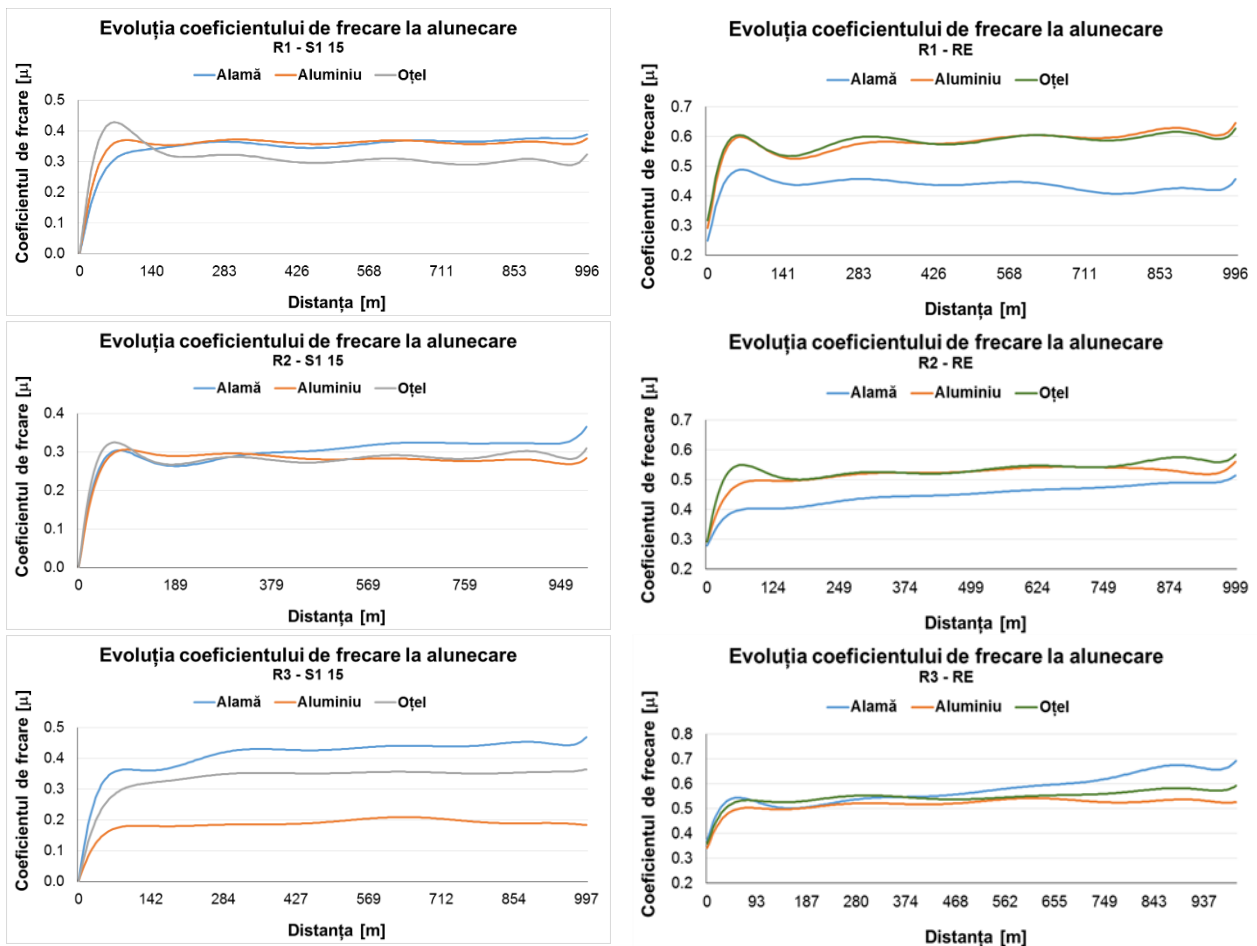 Evoluția coeficientului de frecare la alunecare
R1 - S1 15
Alamă Aluminiu Oțel
Coeficientul de frcare [μ]
0.5
0.4
0.3
0.2
0.1
0.0
0 140 283 426 568 711 853 996
Distanța [m]
Evoluția coeficientului de frecare la alunecare
R1 - RE
Alamă Aluminiu Oțel
Coeficientul de frecare [μ]
0.7
0.6
0.5
0.4
0.3
0.2
0 141 283 426 568 711 853 996
Distanța [m]
Evoluția coeficientului de frecare la alunecare
R2 - S1 15
Alamă Aluminiu Oțel
Coeficientul de frcare [μ]
0.4
0.3
0.2
0.1
0.0
0 189 379 569 759 949
Distanța [m]
Evoluția coeficientului de frecare la alunecare
R2 - RE
Alamă Aluminiu Oțel
Coeficientul de frecare [μ]
0.7
0.6
0.5
0.4
0.3
0.2
0 124 249 374 499 624 749 874 999
Distanța [m]
Evoluția coeficientului de frecare la alunecare
R3 - S1 15
Alamă Aluminiu Oțel
Coeficientul de frcare [μ]
0.5
0.4
0.3
0.2
0.1
0.0
0 142 284 427 569 712 854 997
Distanța [m]
Evoluția coeficientului de frecare la alunecare
R3 - RE
Alamă Aluminiu Oțel
Coeficientul de frecare [μ]
0.8
0.7
0.6
0.5
0.4
0.3
0.2
0 93 187 280 374 468 562 655 749 843 937
Distanța [m]